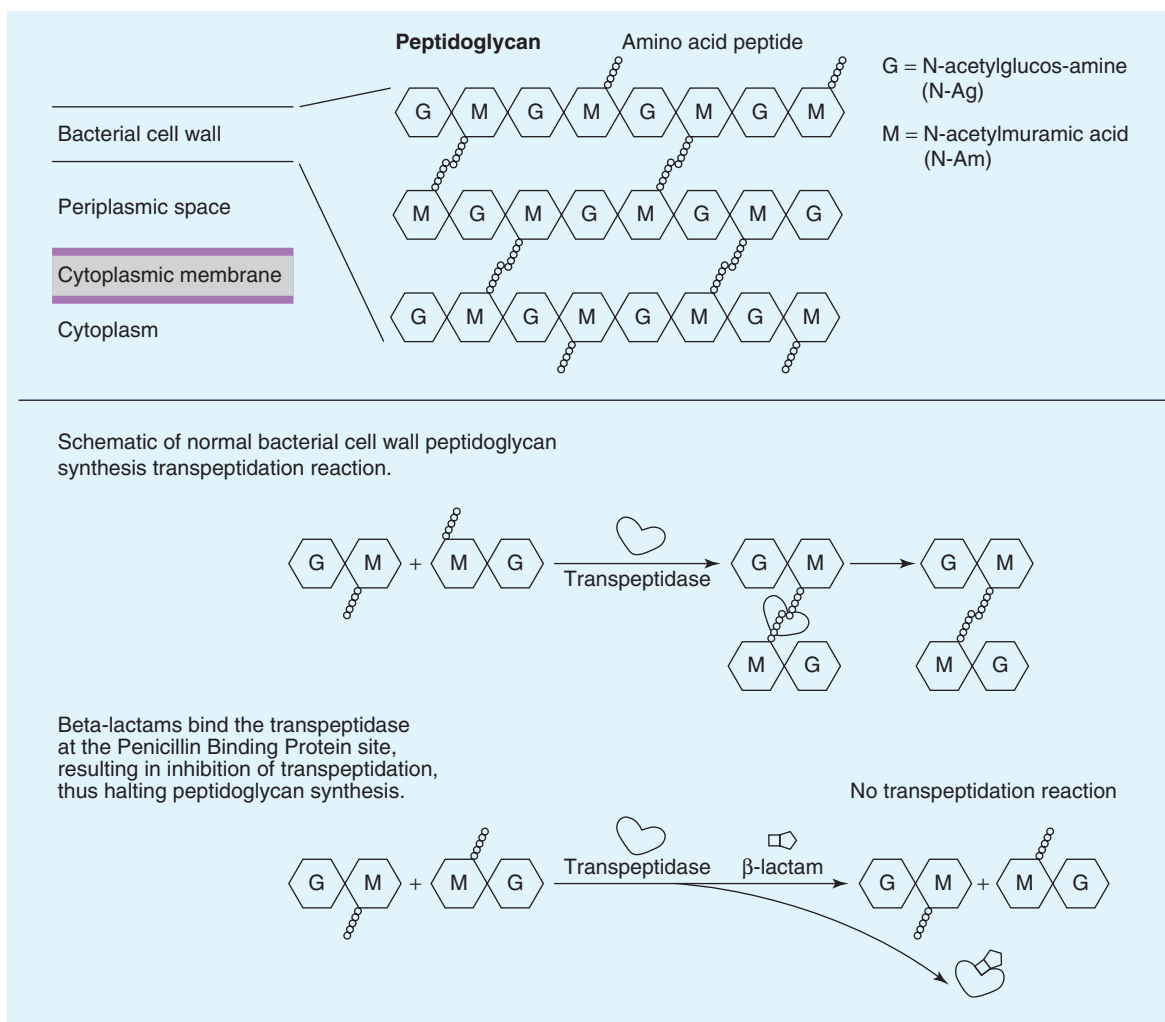 Peptidoglycan
Amino acid peptide
G = N-acetylglucos-amine
(N-Ag)
M = N-acetylmuramic acid
(N-Am)
G M G M G M G M
Bacterial cell wall
Periplasmic space
M G M G M G M G
Cytoplasmic membrane
Cytoplasm
G M G M G M G M
Schematic of normal bacterial cell wall peptidoglycan
synthesis transpeptidation reaction.
G M + M G
Transpeptidase
G M
G M
M G
M G
Beta-lactams bind the transpeptidase
at the Penicillin Binding Protein site,
resulting in inhibition of transpeptidation,
thus halting peptidoglycan synthesis.
No transpeptidation reaction
G M + M G
Transpeptidase
β-lactam
G M + M G